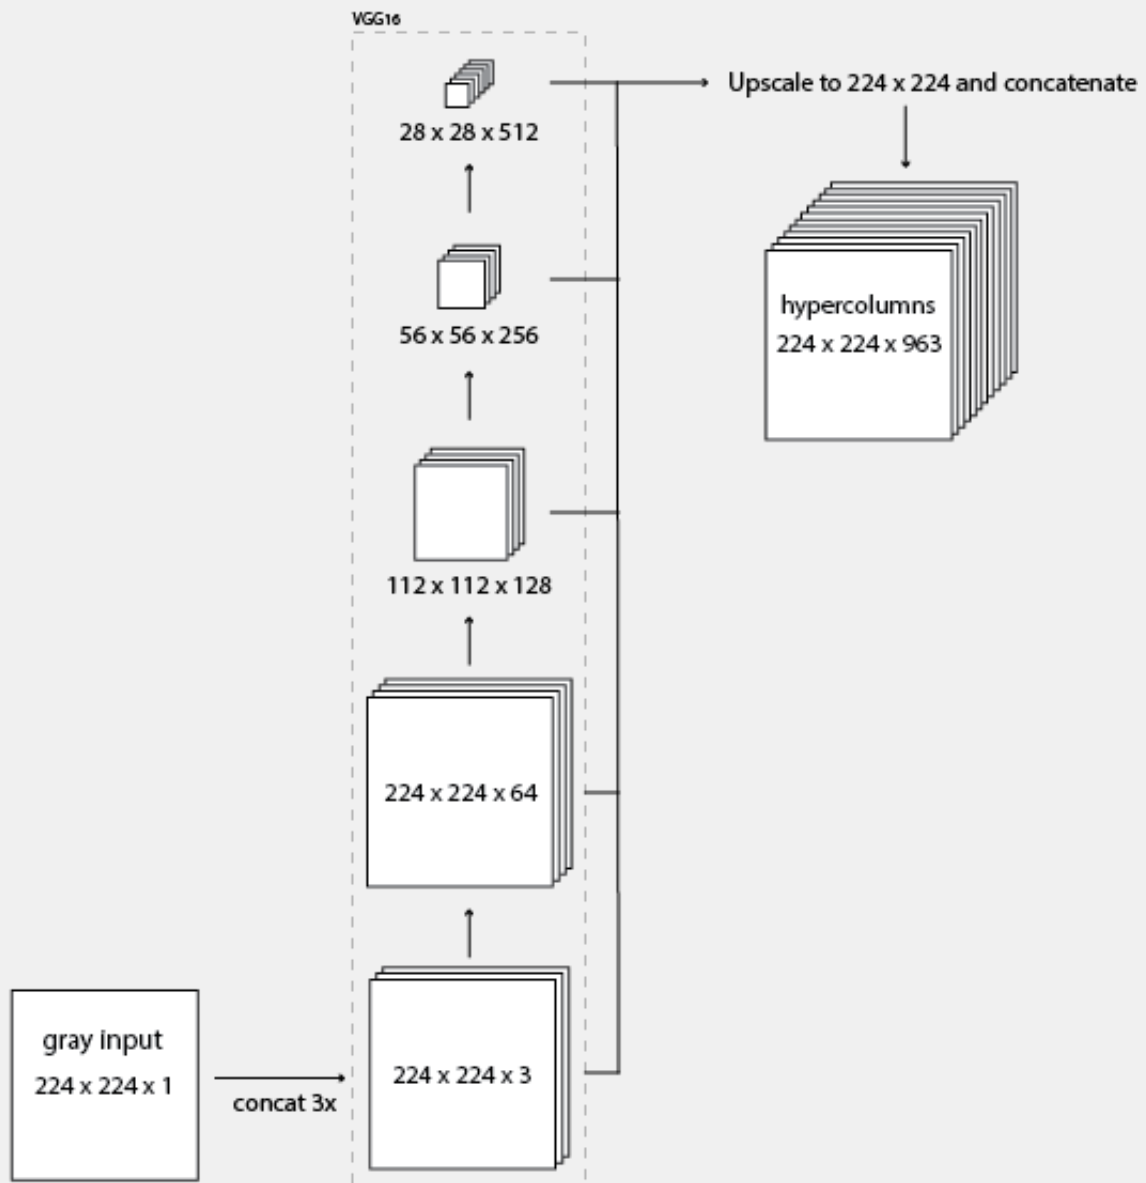 VGG16
28 x 28 x 512
Upscale to 224 x 224 and concatenate
56 x 56 x 256
hypercolumns
224 x 224 x 963
112 x 112 x 128
224 x 224 x 64
gray input
224 x 224 x 1
concat 3x
224 x 224 x 3